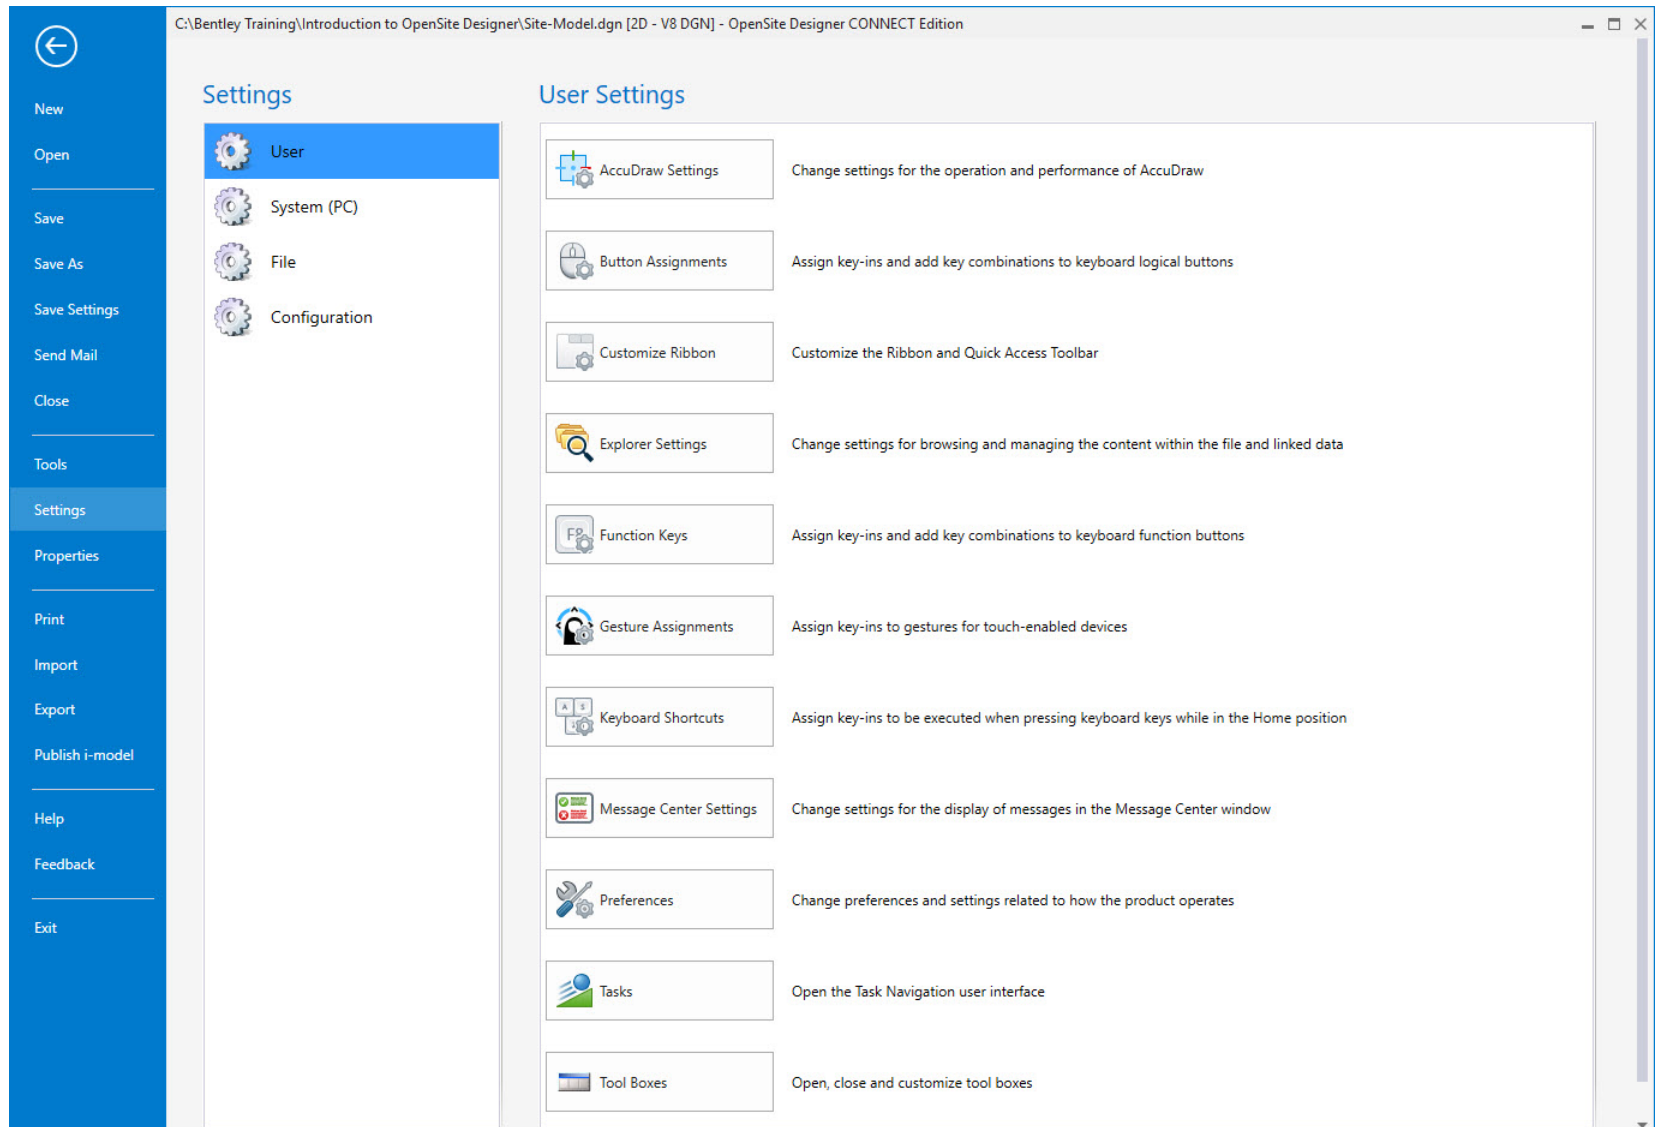 C:\Bentley Training\Introduction to OpenSite Designer\Site-Model.dgn [2D - V8 DGN] - OpenSite Designer CONNECT Edition
New
Open
Save
Save As
Save Settings
Send Mail
Close
Tools
Settings
Properties
Print
Import
Export
Publish i-model
Help
Feedback
Exit
Settings
User
System (PC)
File
Configuration
User Settings
AccuDraw Settings Change settings for the operation and performance of AccuDraw
Button Assignments Assign key-ins and add key combinations to keyboard logical buttons
Customize Ribbon Customize the Ribbon and Quick Access Toolbar
Explorer Settings Change settings for browsing and managing the content within the file and linked data
Function Keys Assign key-ins and add key combinations to keyboard function buttons
Gesture Assignments Assign key-ins to gestures for touch-enabled devices
A S
Keyboard Shortcuts Assign key-ins to be executed when pressing keyboard keys while in the Home position
Message Center Settings Change settings for the display of messages in the Message Center window
Preferences Change preferences and settings related to how the product operates
Tasks Open the Task Navigation user interface
Tool Boxes Open, close and customize tool boxes